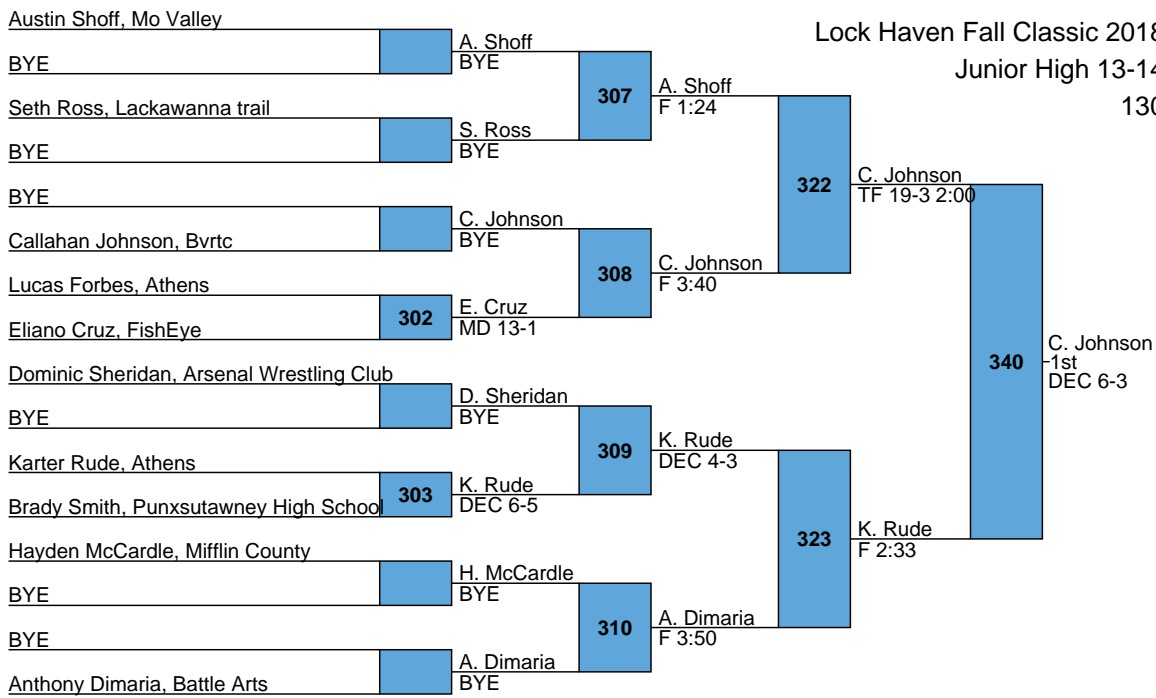 Lock Haven Fall Classic 2018
Junior High 13-14
130
Austin Shoff, Mo Valley
BYE
Seth Ross, Lackawanna trail
BYE
BYE
Callahan Johnson, Bvrtc
Lucas Forbes, Athens
Eliano Cruz, FishEye
Dominic Sheridan, Arsenal Wrestling Club
BYE
Karter Rude, Athens
Brady Smith, Punxsutawney High School
Hayden McCardle, Mifflin County
BYE
BYE
Anthony Dimaria, Battle Arts
302
303
A. Shoff
BYE
S. Ross
BYE
C. Johnson
BYE
E. Cruz
MD 13-1
D. Sheridan
BYE
K. Rude
DEC 6-5
H. McCardle
BYE
A. Dimaria
BYE
307
308
309
310
A. Shoff
F 1:24
C. Johnson
F 3:40
K. Rude
DEC 4-3
A. Dimaria
F 3:50
322
323
C. Johnson
TF 19-3 2:00
K. Rude
F 2:33
340
C. Johnson
1st
DEC 6-3